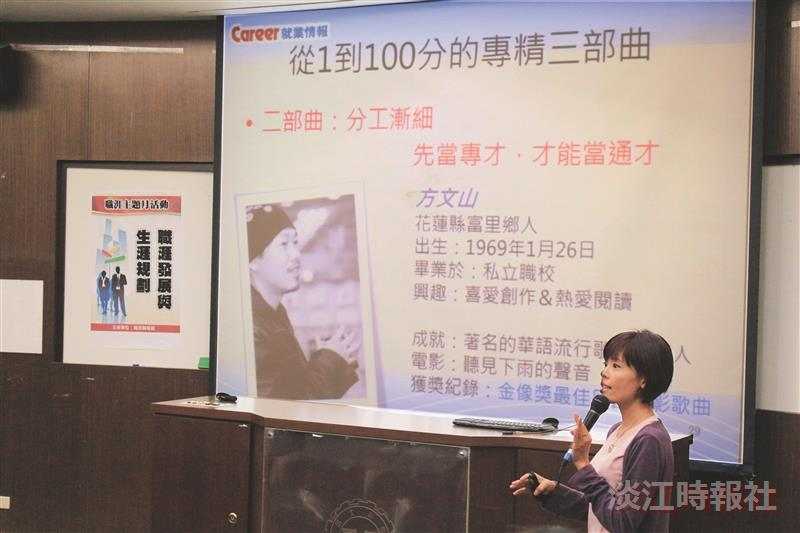 Career 就業情報
從1到100分的專精三部曲
• 二部曲：分工漸細
先當專才，才能當通才
方文山
花蓮縣富里鄉人
出生：1969年1月26日
畢業於：私立職校
興趣：喜愛創作＆熱愛閱讀
成就：著名的華語流行歌 人
電影：聽見下雨的聲音
獲獎紀錄：金像獎最佳 影歌曲
29
職涯主題月活動
職涯發展與
生涯規劃
淡江時報社